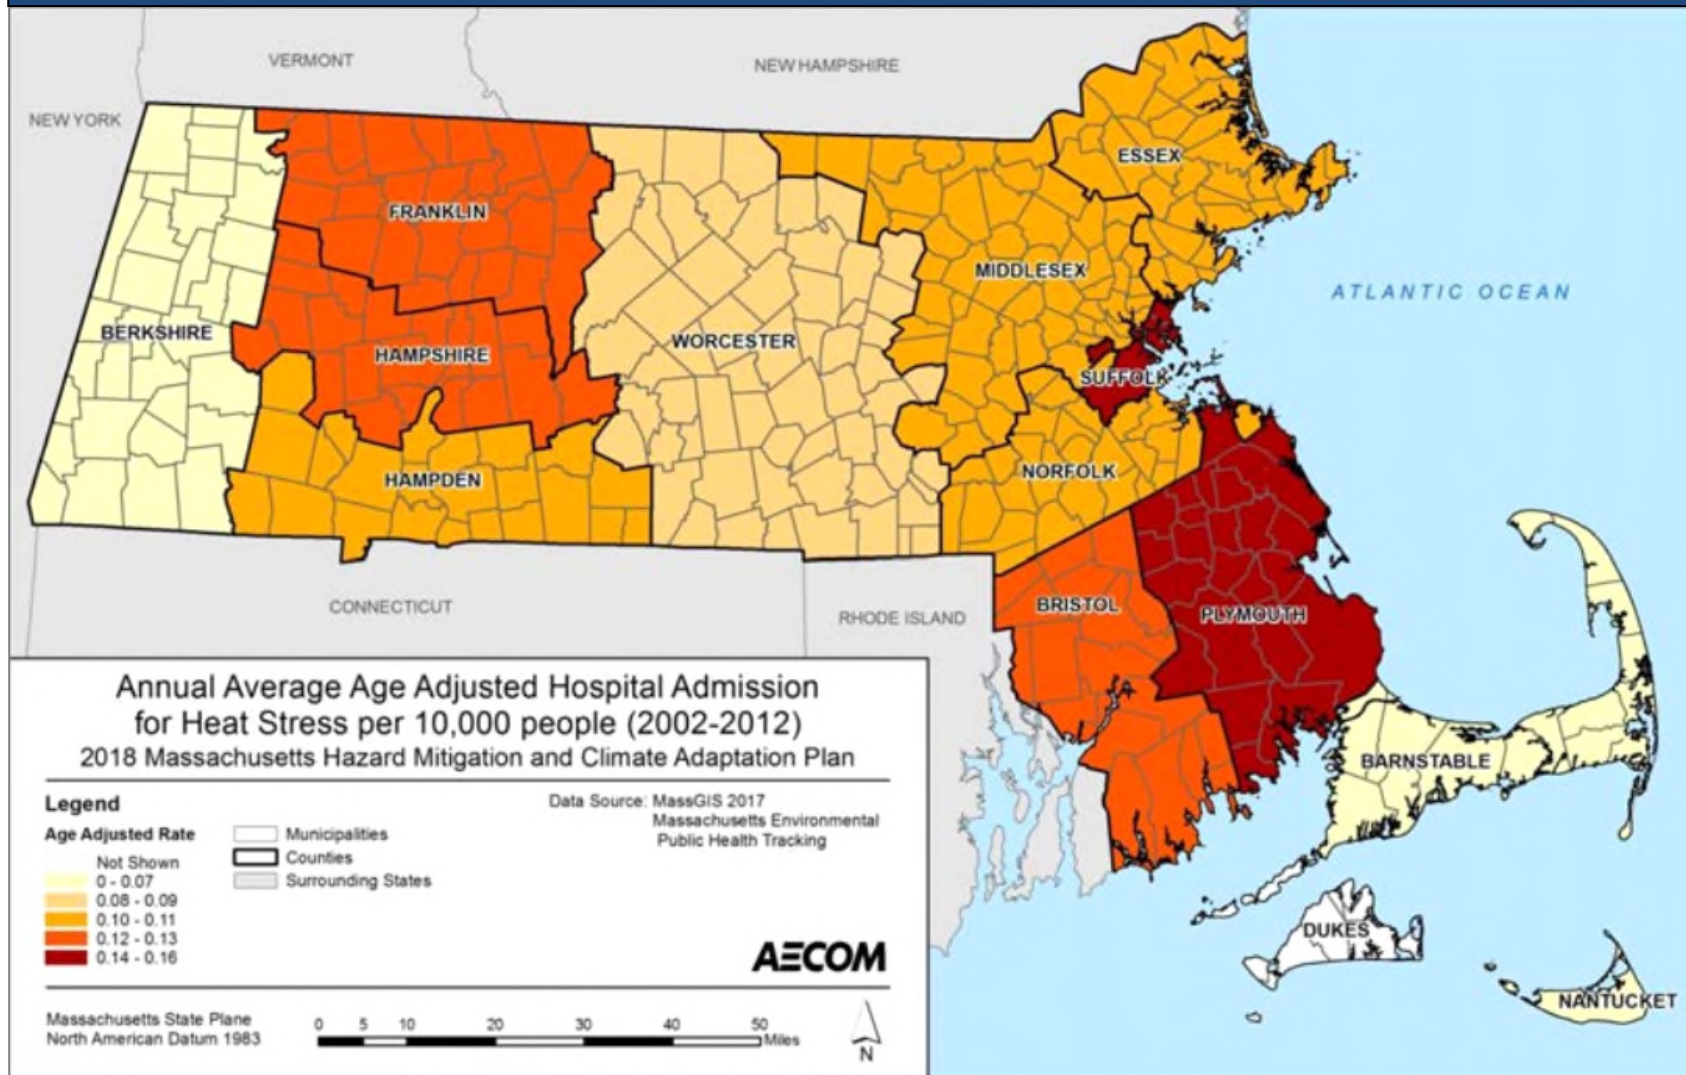 VERMONT
NEW HAMPSHIRE
NEW YORK
ESSEX
FRANKLIN
MIDDLESEX
ATLANTIC OCEAN
BERKSHIRE
WORCESTER
HAMPSHIRE
SUFFOLK
NORFOLK
HAMPDEN
CONNECTICUT
RHODE ISLAND
BRISTOL
PLYMOUTH
BARNSTABLE
DUKES
NANTUCKET
Annual Average Age Adjusted Hospital Admission
for Heat Stress per 10,000 people (2002-2012)
2018 Massachusetts Hazard Mitigation and Climate Adaptation Plan
Legend
Age Adjusted Rate
Not Shown
0 - 0.07
0.08 - 0.09
0.10 - 0.11
0.12 - 0.13
0.14 - 0.16
Municipalities
Counties
Surrounding States
Data Source: MassGIS 2017
Massachusetts Environmental
Public Health Tracking
AECOM
Massachusetts State Plane
North American Datum 1983
0 5 10 20 30 40 50
Miles
N